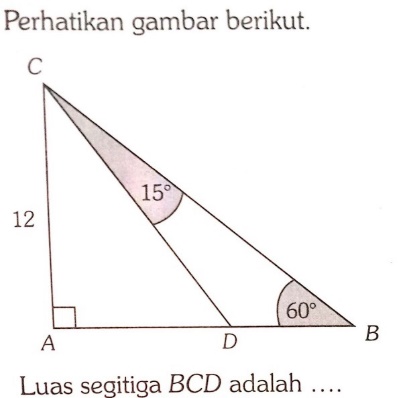 Perhatikan gambar berikut.
C
15°
12
60°
A
D
B
Luas segitiga BCD adalah ....